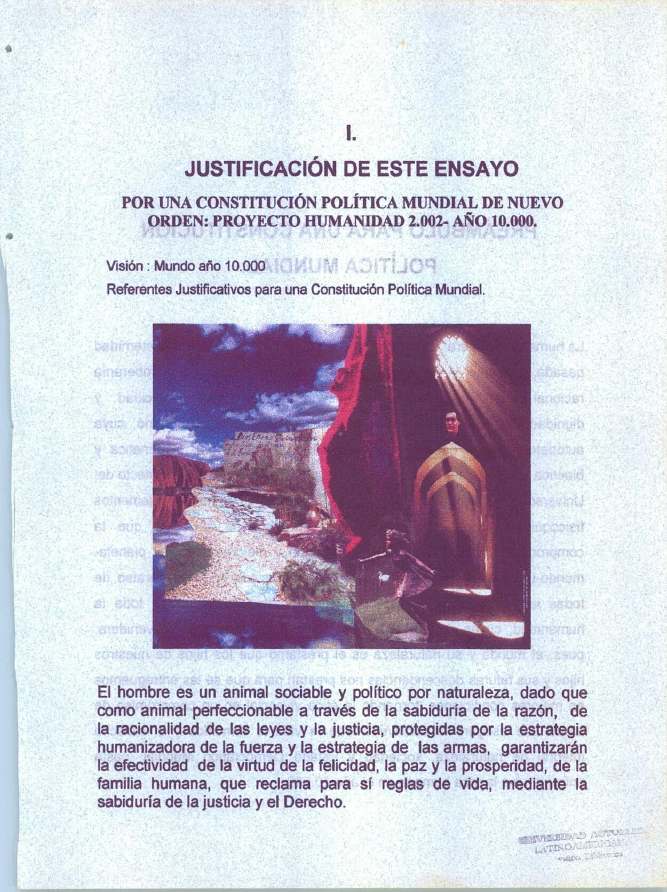 I.
JUSTIFICACIÓN DE ESTE ENSAYO
POR UNA CONSTITUCIÓN POLÍTICA MUNDIAL DE NUEVO
ORDEN: PROYECTO HUMANIDAD 2.002- AÑO 10.000.
Visión : Mundo año 10.000
Referentes Justificativos para una Constitución Política Mundial.
El hombre es un animal sociable y político por naturaleza, dado que
como animal perfeccionable a través de la sabiduría de la razón, de
la racionalidad de las leyes y la justicia, protegidas por la estrategia
humanizadora de la fuerza y la estrategia de las armas, garantizarán
la efectividad de la virtud de la felicidad, la paz y la prosperidad, de la
familia humana, que reclama para sí reglas de vida, mediante la
sabiduría de la justicia y el Derecho.